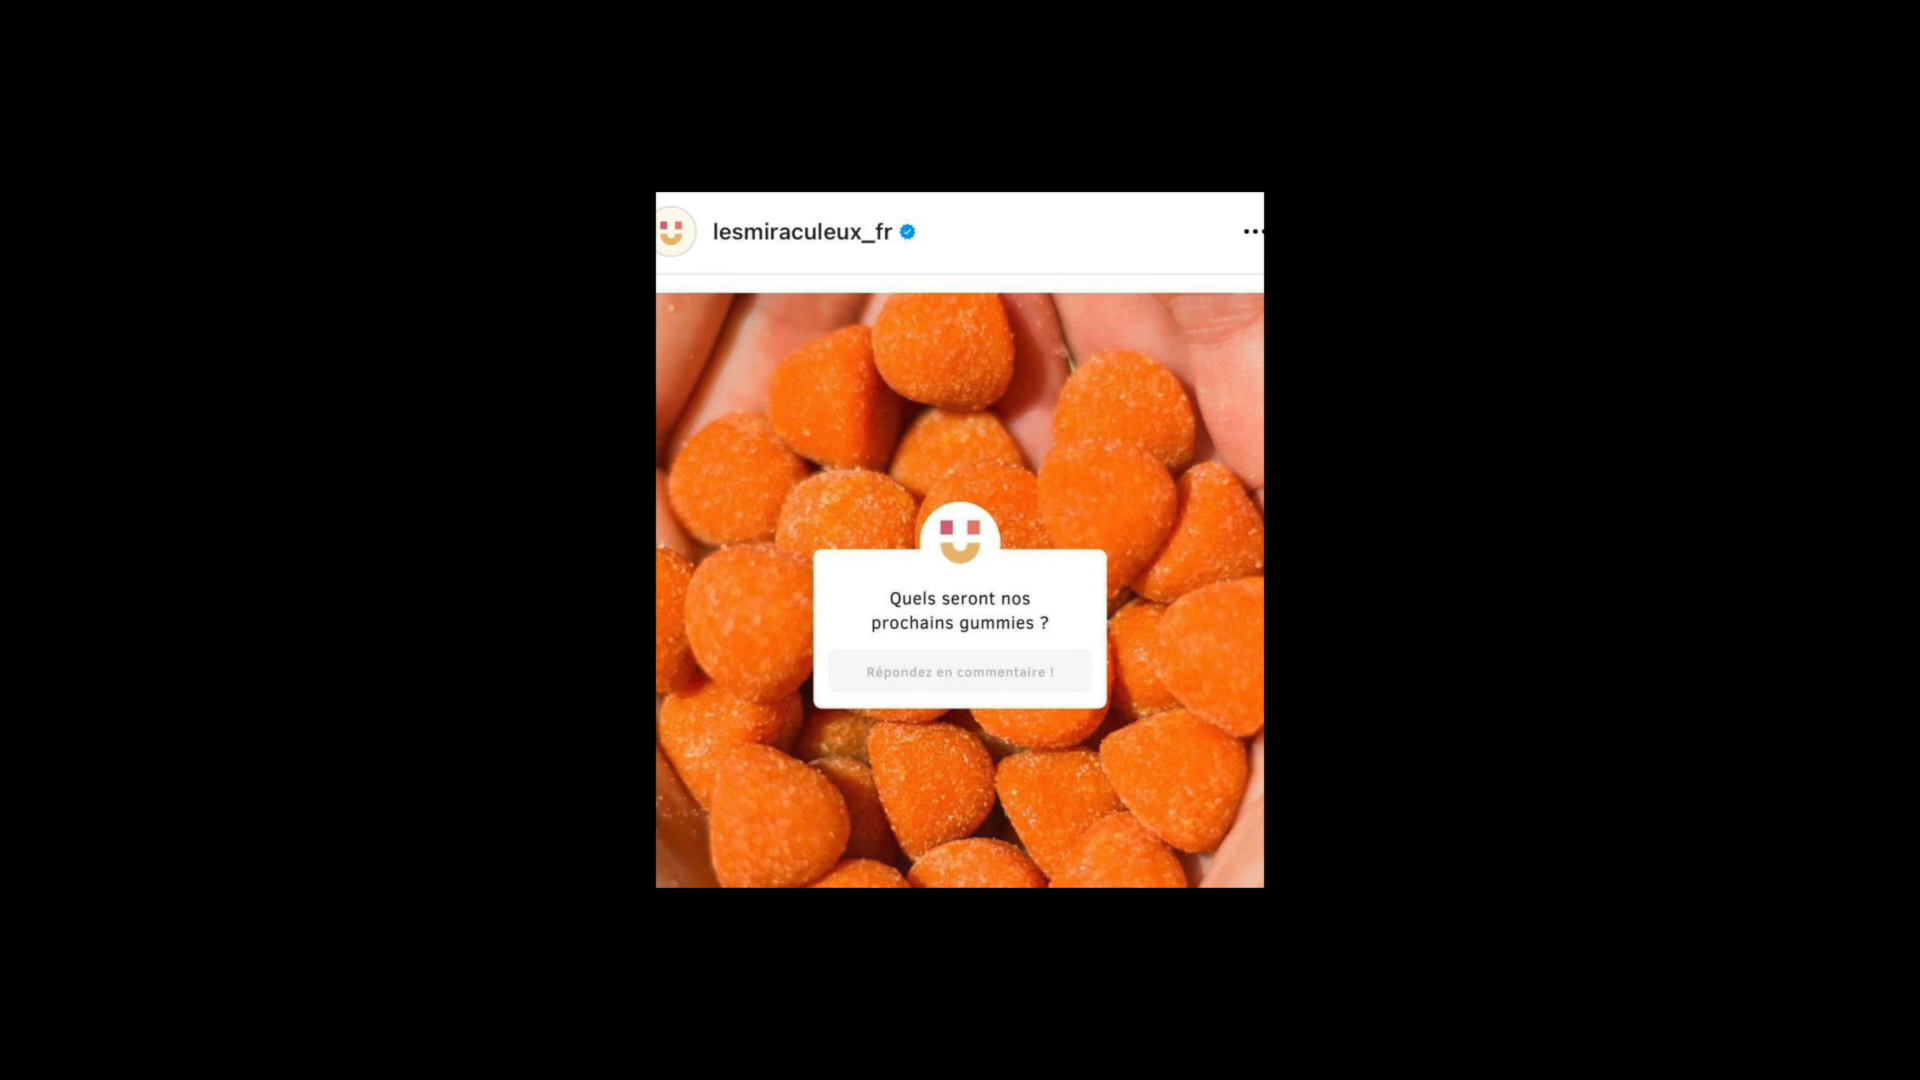 lesmiraculeux_fr
Quels seront nos
prochains gummies ?
Répondez en commentaire !